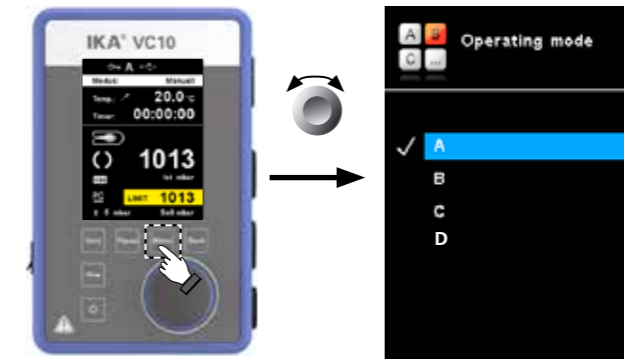 IKA® VC10
A
Modus: Manuell
Temp.: 20.0 °C
Timer: 00:00:00
1013
Ist mbar
LIMIT 1013
± 5 mbar Soll mbar
A B
C ...
Operating mode
A
B
C
D